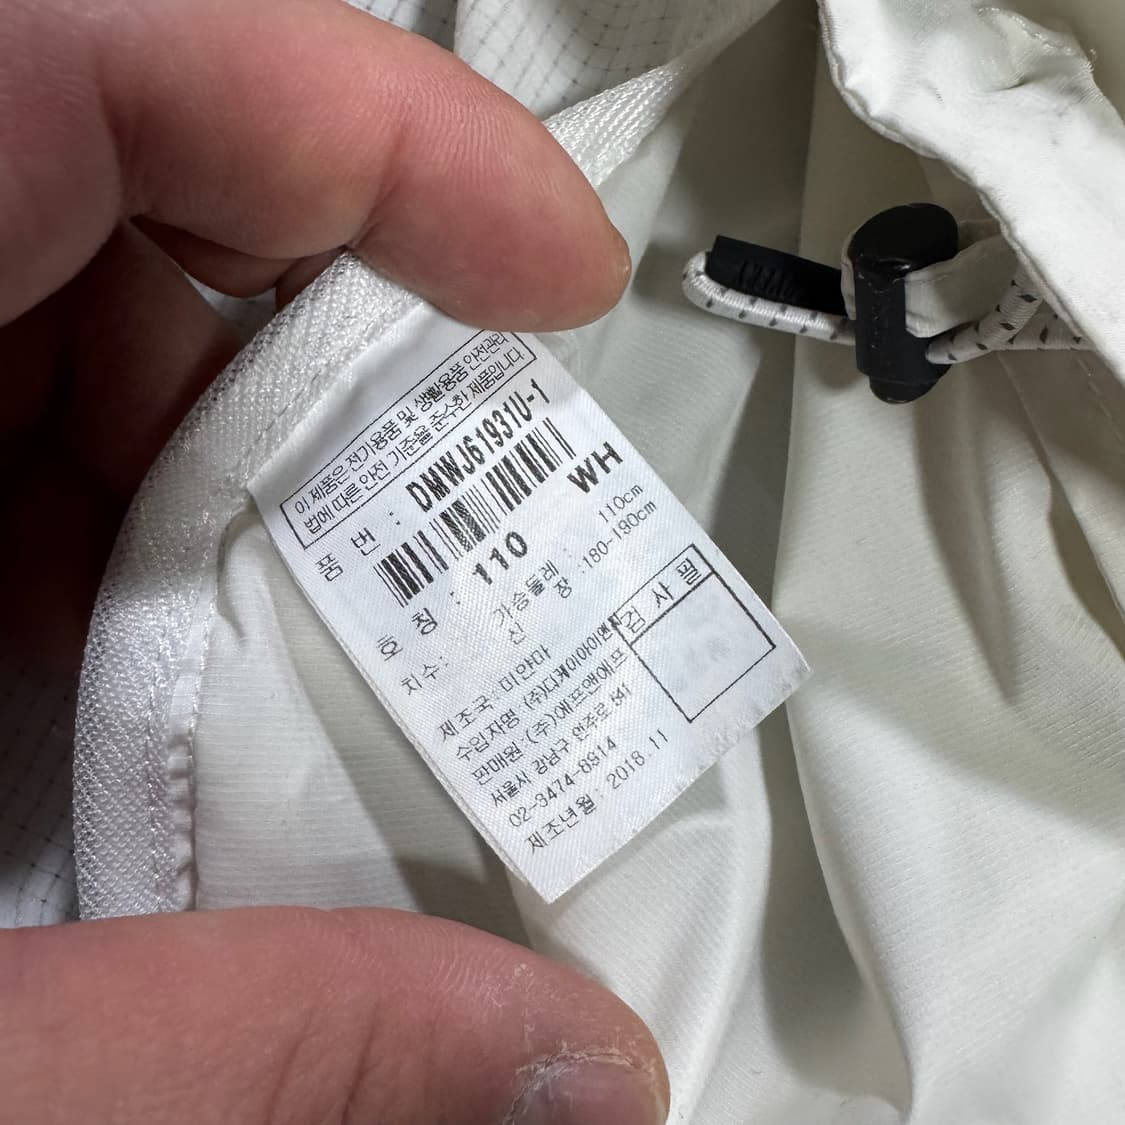 이 제품은 전기용품 및 생활용품 안전관리
법에 따른 안전 기준을 준수한 제품입니다
품 번 : DMWJ61931U-1
WH
호 칭 : 110
치수 : 가슴둘레 : 110cm
신 장 : 180-190cm
검 사 필
제조국: 미얀마
수입자명 (주)디케이아이앤씨
판매원 (주)에프앤에프
서울시 강남구 언주로 541
02-3474-8914
제조년월 : 2018.11